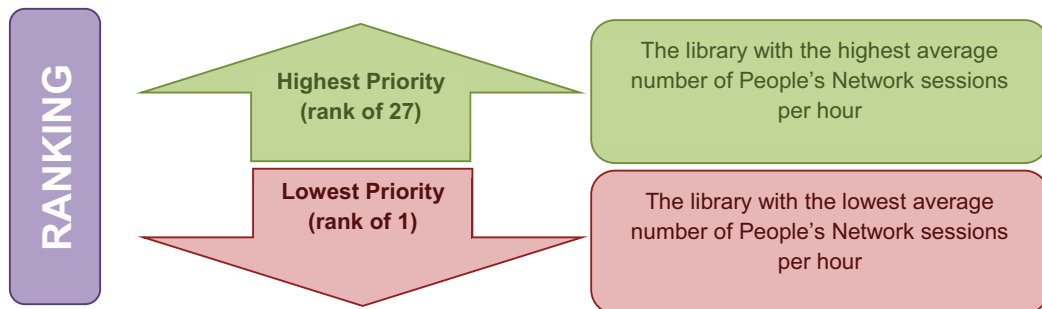 RANKING
Highest Priority
(rank of 27)
The library with the highest average
number of People’s Network sessions
per hour
Lowest Priority
(rank of 1)
The library with the lowest average
number of People’s Network sessions
per hour